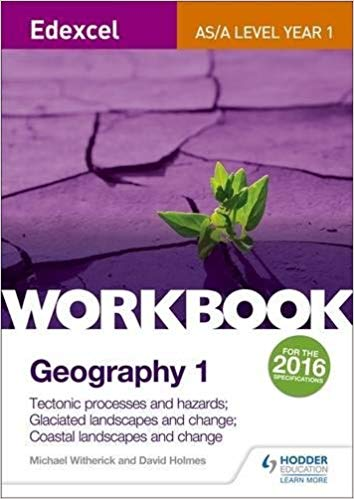 Edexcel
AS/A LEVEL YEAR 1
WORKBOOK
Geography 1
FOR THE
2016
SPECIFICATIONS
Tectonic processes and hazards;
Glaciated landscapes and change;
Coastal landscapes and change
Michael Witherick and David Holmes
HODDER
EDUCATION
LEARN MORE